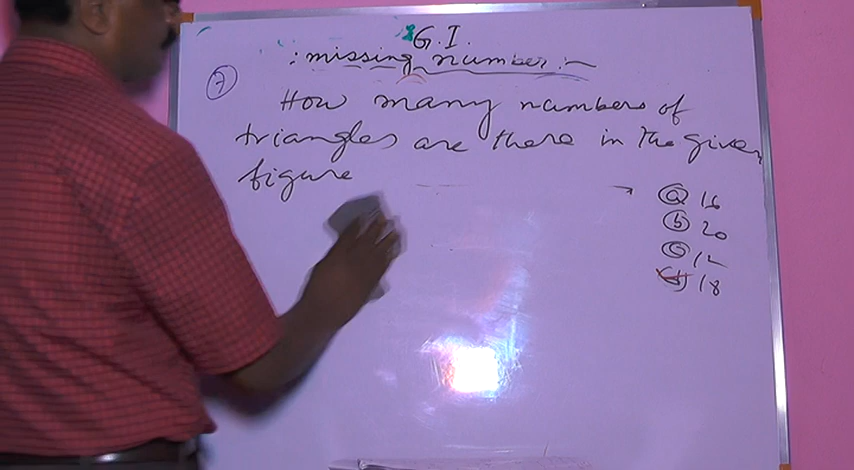 G.I.
: missing number :-
7
How many numbers of
triangles are there in the given
figure
a 16
b 20
c 12
d 18